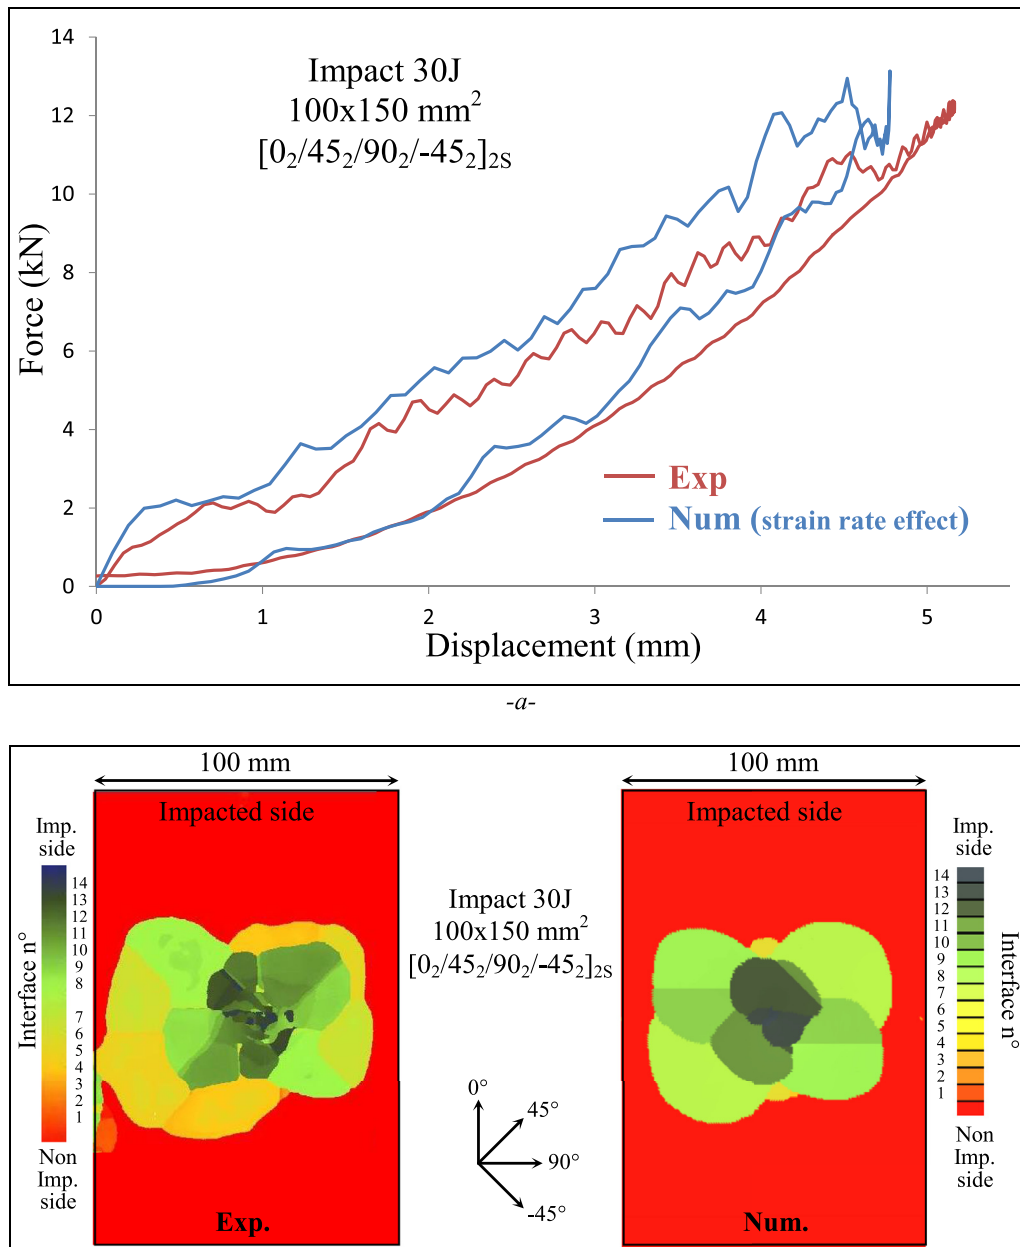 14
12
10
8
6
4
2
0
Force (kN)
Impact 30J
100x150 mm²
[0₂/45₂/90₂/-45₂]₂S
Exp
Num (strain rate effect)
0 1 2 3 4 5
Displacement (mm)
-a-
100 mm
Impacted side
Imp.
side
14
13
12
11
10
9
8
7
6
5
4
3
2
1
Interface n°
Non
Imp.
side
Exp.
Impact 30J
100x150 mm²
[0₂/45₂/90₂/-45₂]₂S
0°
45°
90°
-45°
100 mm
Impacted side
Num.
Imp.
side
14
13
12
11
10
9
8
7
6
5
4
3
2
1
Interface n°
Non
Imp.
side